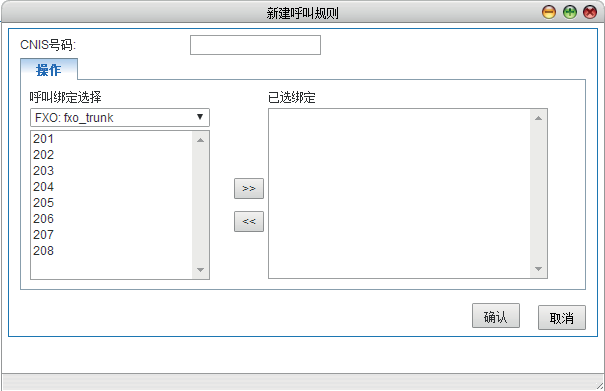 新建呼叫规则
CNIS号码:
操作
呼叫绑定选择
已选绑定
FXO: fxo_trunk
201
202
203
204
205
206
207
208
>>
<<
确认
取消